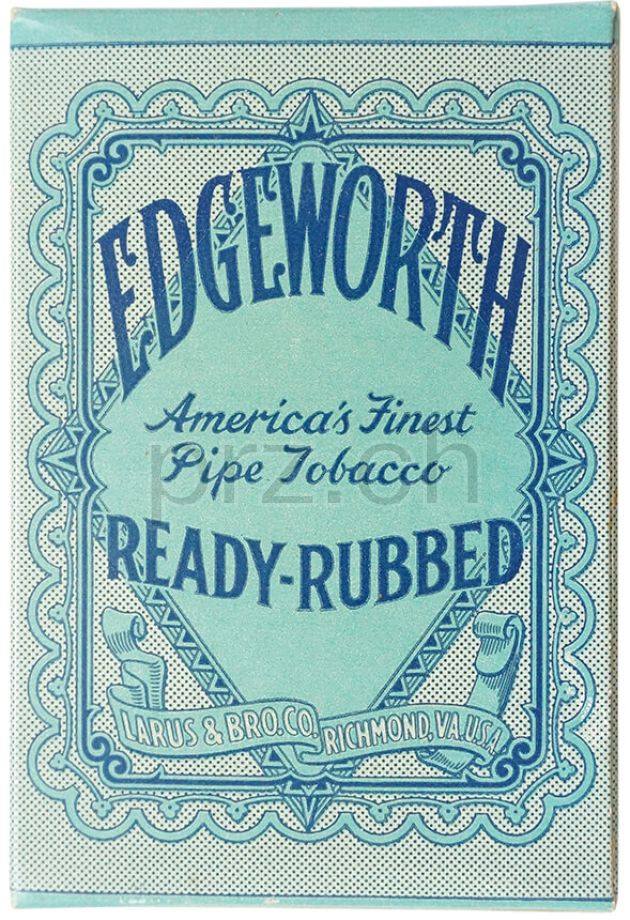 EDGEWORTH
America's Finest
Pipe Tobacco
prz.ch
READY-RUBBED
LARUS & BRO. CO. RICHMOND, VA. U.S.A.